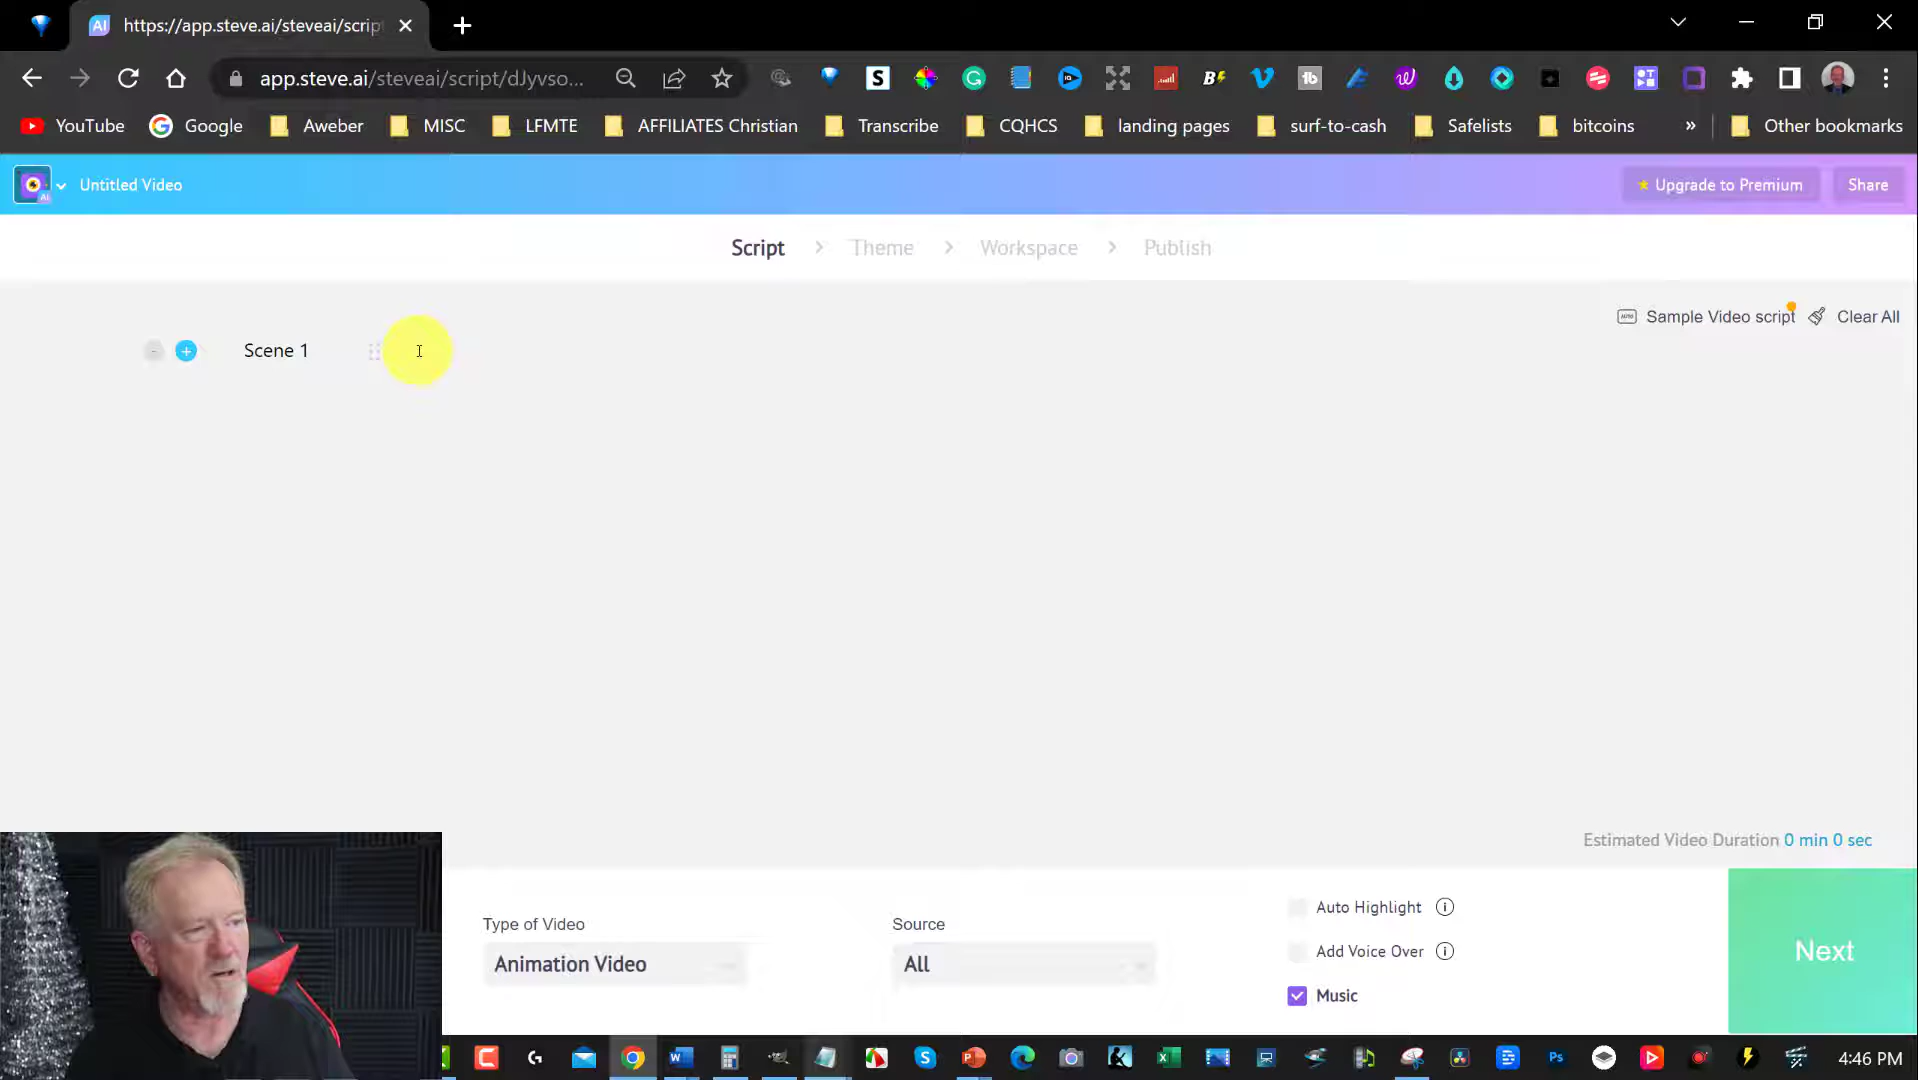 https://app.steve.ai/steveai/scrip
app.steve.ai/steveai/script/dJyvso...
YouTube Google Aweber MISC LFMTE AFFILIATES Christian Transcribe CQHCS landing pages surf-to-cash Safelists bitcoins » Other bookmarks
Untitled Video
Upgrade to Premium Share
Script > Theme > Workspace > Publish
Sample Video script Clear All
Scene 1
Estimated Video Duration 0 min 0 sec
Type of Video
Animation Video
Source
All
Auto Highlight
Add Voice Over
Music
Next
4:46 PM